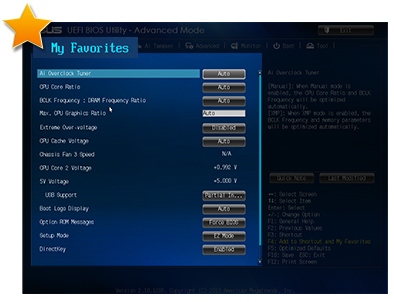 SUS UEFI BIOS Utility - Advanced Mode
Exit
My Favorites
Ai Tweaker
Advanced
Monitor
Boot
Tool
Ai Overclock Tuner
Auto
CPU Core Ratio
Auto
BCLK Frequency : DRAM Frequency Ratio
Auto
Max. CPU Graphics Ratio
Auto
Extreme Over-voltage
Disabled
CPU Cache Voltage
Auto
Chassis Fan 3 Speed
N/A
CPU Core 2 Voltage
+0.992 V
5V Voltage
+5.000 V
USB Support
Partial In...
Boot Logo Display
Auto
Option ROM Messages
Force BIOS
Setup Mode
EZ Mode
DirectKey
Enabled
Ai Overclock Tuner
[Manual]: When Manual mode is
enabled, the CPU Core Ratio and
BCLK Frequency will be
optimized automatically.
[XMP]: When XMP mode is enabled, the
BCLK Frequency and memory parameters
will be optimized automatically.
Quick Note
Last Modified
→←: Select Screen
↑↓: Select Item
Enter: Select
+/-: Change Option
F1: General Help
F2: Previous Values
F3: Shortcut
F4: Add to Shortcut and My Favorites
F5: Optimized Defaults
F10: Save ESC: Exit
F12: Print Screen